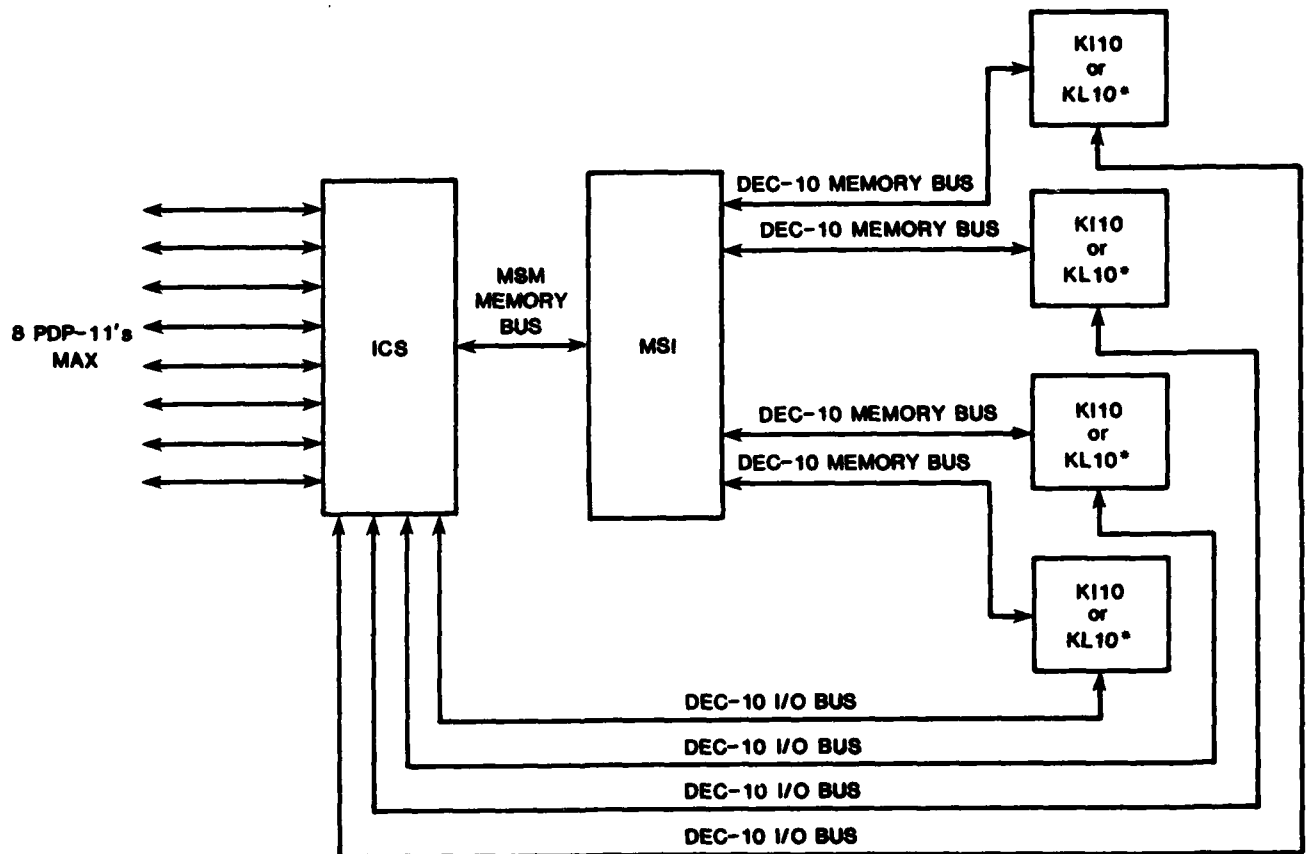 KI10
or
KL10*
DEC-10 MEMORY BUS
KI10
or
KL10*
DEC-10 MEMORY BUS
MSM
MEMORY
BUS
8 PDP-11's
MAX
ICS
MSI
DEC-10 MEMORY BUS
KI10
or
KL10*
DEC-10 MEMORY BUS
KI10
or
KL10*
DEC-10 I/O BUS
DEC-10 I/O BUS
DEC-10 I/O BUS
DEC-10 I/O BUS